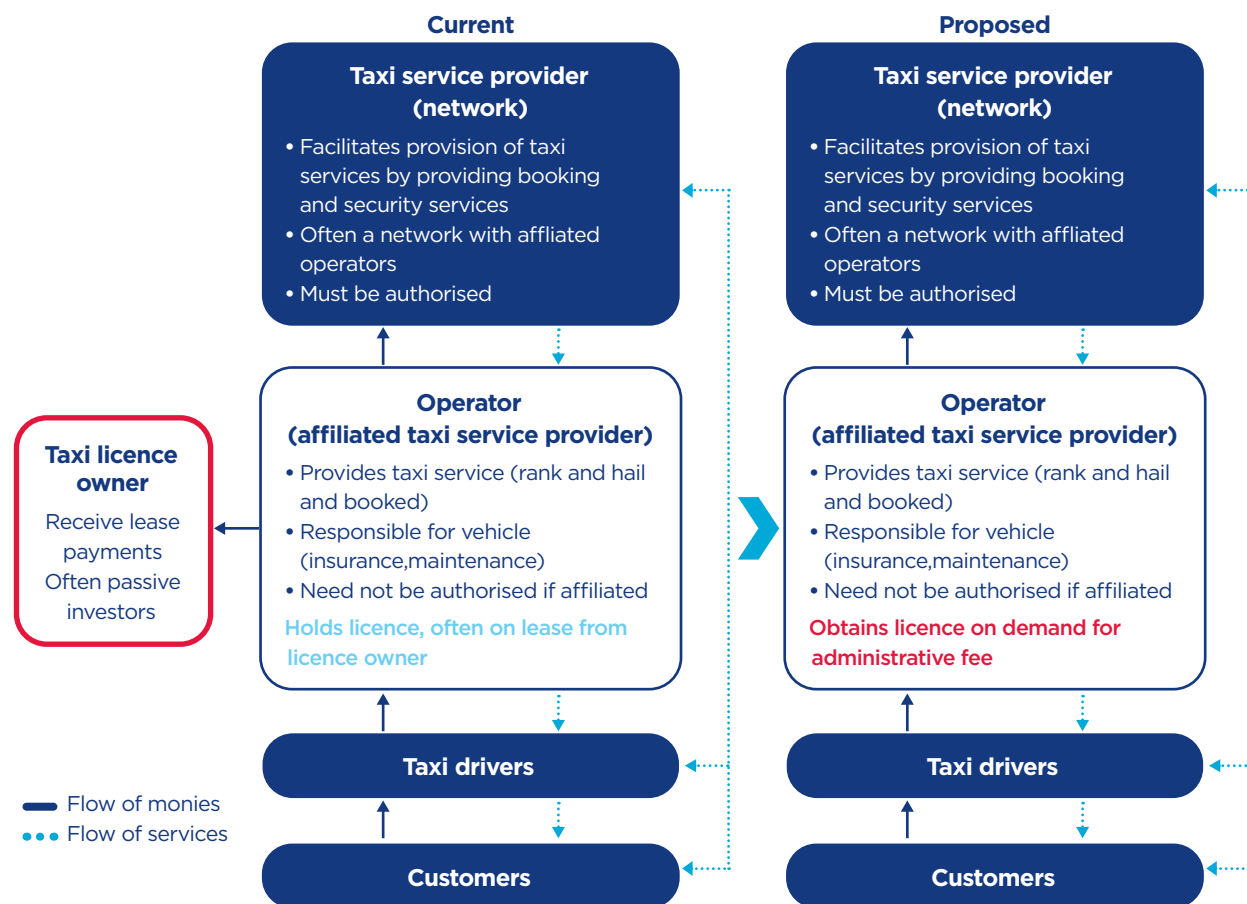 Current
Taxi service provider
(network)
• Facilitates provision of taxi
services by providing booking
and security services
• Often a network with affliated
operators
• Must be authorised
Operator
(affiliated taxi service provider)
• Provides taxi service (rank and hail
and booked)
• Responsible for vehicle
(insurance,maintenance)
• Need not be authorised if affiliated
Holds licence, often on lease from
licence owner
Taxi licence
owner
Receive lease
payments
Often passive
investors
Taxi drivers
Customers
Flow of monies
Flow of services
Proposed
Taxi service provider
(network)
• Facilitates provision of taxi
services by providing booking
and security services
• Often a network with affliated
operators
• Must be authorised
Operator
(affiliated taxi service provider)
• Provides taxi service (rank and hail
and booked)
• Responsible for vehicle
(insurance,maintenance)
• Need not be authorised if affiliated
Obtains licence on demand for
administrative fee
Taxi drivers
Customers